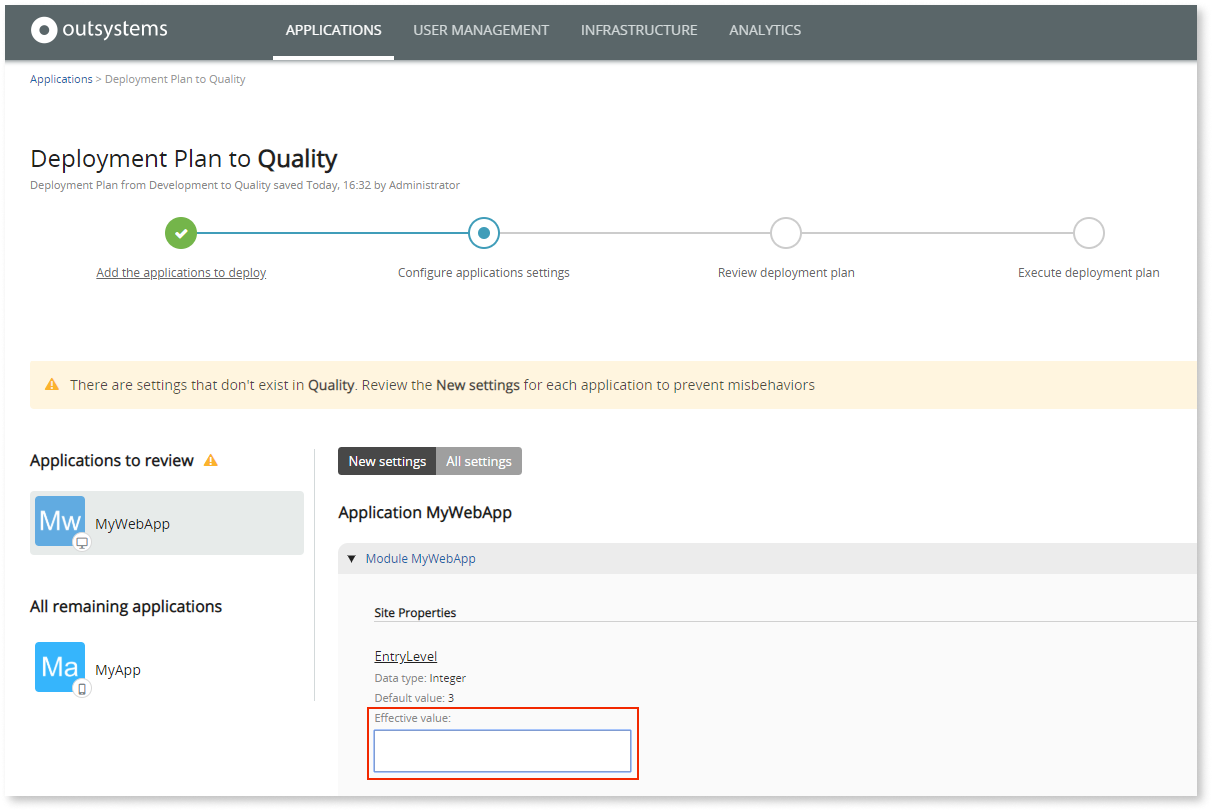 outsystems APPLICATIONS USER MANAGEMENT INFRASTRUCTURE ANALYTICS
Applications > Deployment Plan to Quality
Deployment Plan to Quality
Deployment Plan from Development to Quality saved Today, 16:32 by Administrator
Add the applications to deploy Configure applications settings Review deployment plan Execute deployment plan
There are settings that don't exist in Quality. Review the New settings for each application to prevent misbehaviors
Applications to review
Mw MyWebApp
All remaining applications
Ma MyApp
New settings All settings
Application MyWebApp
Module MyWebApp
Site Properties
EntryLevel
Data type: Integer
Default value: 3
Effective value: